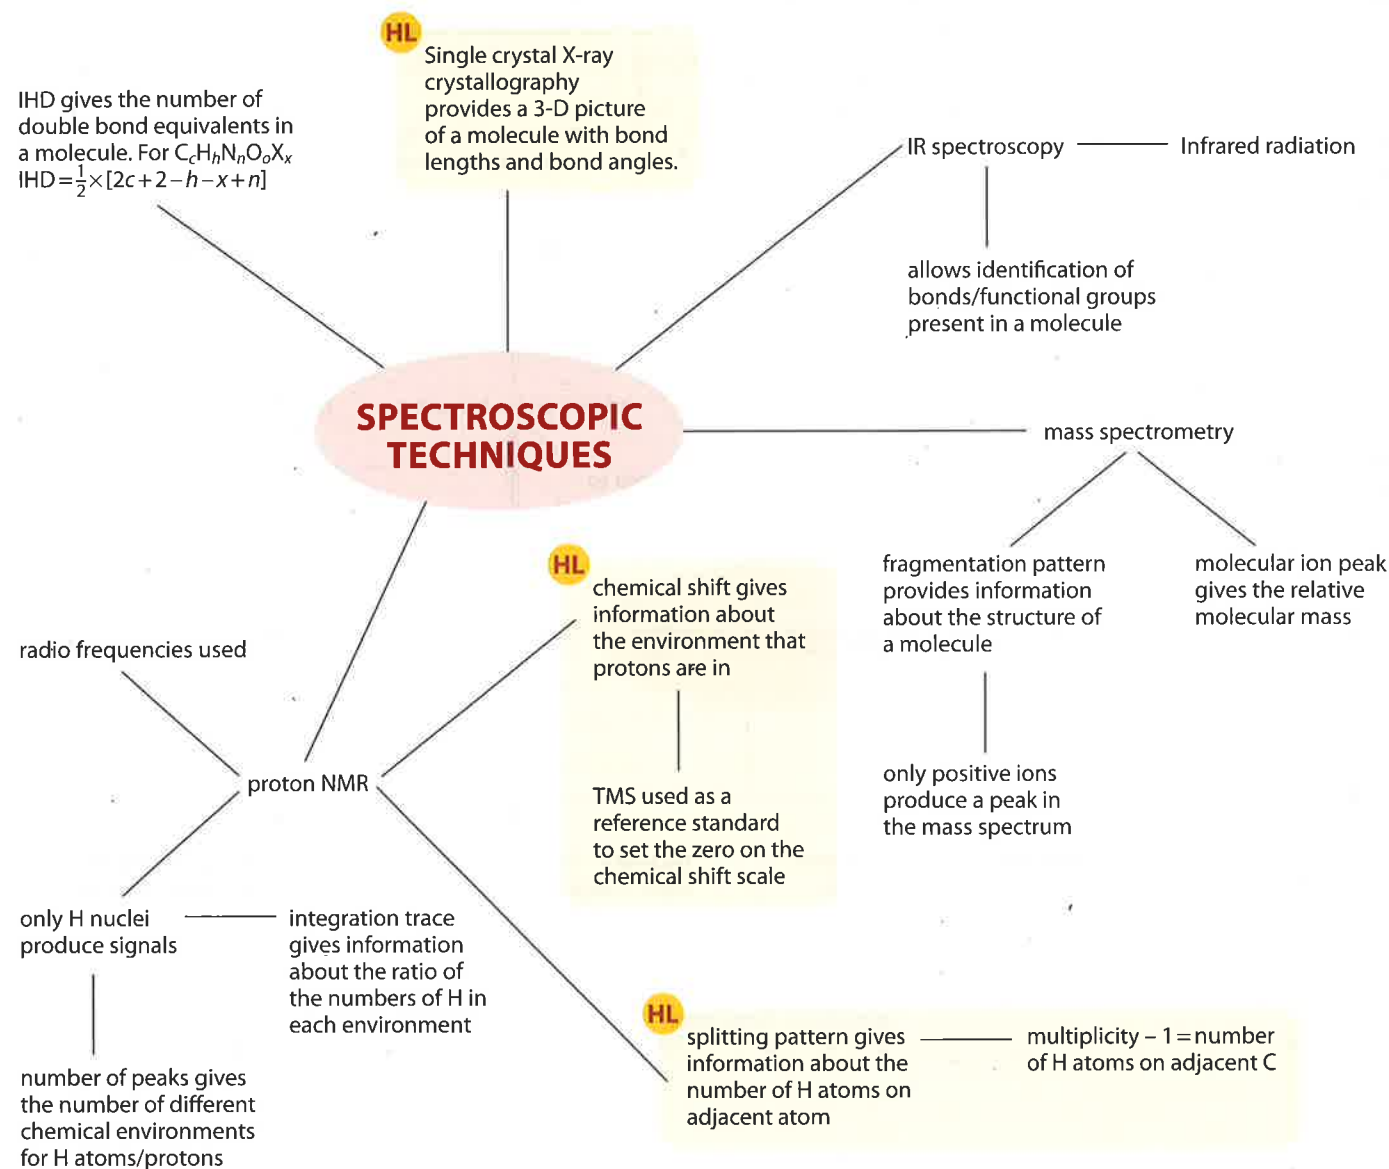 HL
Single crystal X-ray
crystallography
provides a 3-D picture
of a molecule with bond
lengths and bond angles.
IHD gives the number of
double bond equivalents in
a molecule. For CcHhNnOoXx
IHD=½×[2c+2–h–x+n]
IR spectroscopy
Infrared radiation
allows identification of
bonds/functional groups
present in a molecule
SPECTROSCOPIC
TECHNIQUES
mass spectrometry
fragmentation pattern
provides information
about the structure of
a molecule
molecular ion peak
gives the relative
molecular mass
only positive ions
produce a peak in
the mass spectrum
HL
chemical shift gives
information about
the environment that
protons are in
TMS used as a
reference standard
to set the zero on the
chemical shift scale
radio frequencies used
proton NMR
only H nuclei
produce signals
integration trace
gives information
about the ratio of
the numbers of H in
each environment
number of peaks gives
the number of different
chemical environments
for H atoms/protons
HL
splitting pattern gives
information about the
number of H atoms on
adjacent atom
multiplicity – 1 = number
of H atoms on adjacent C